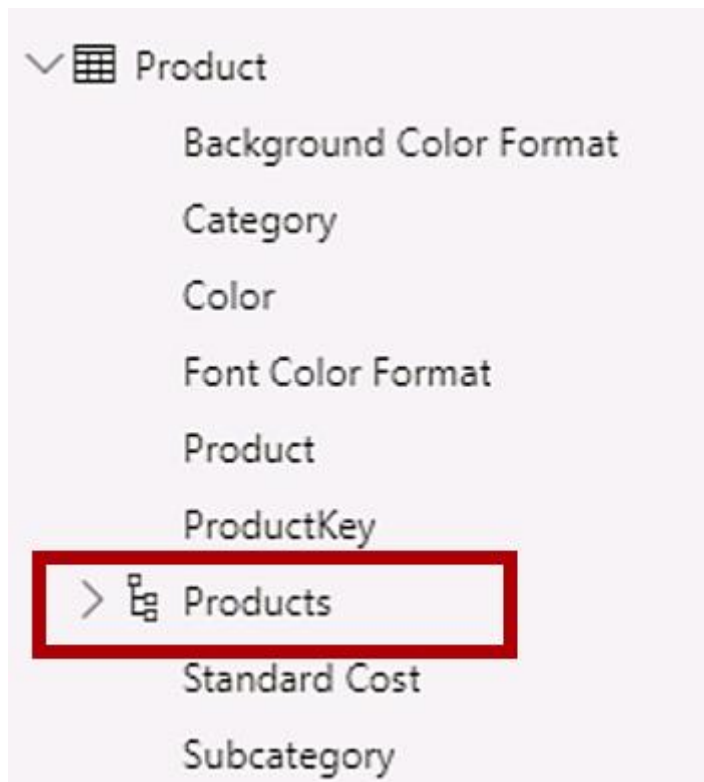 Product
Background Color Format
Category
Color
Font Color Format
Product
ProductKey
Products
Standard Cost
Subcategory